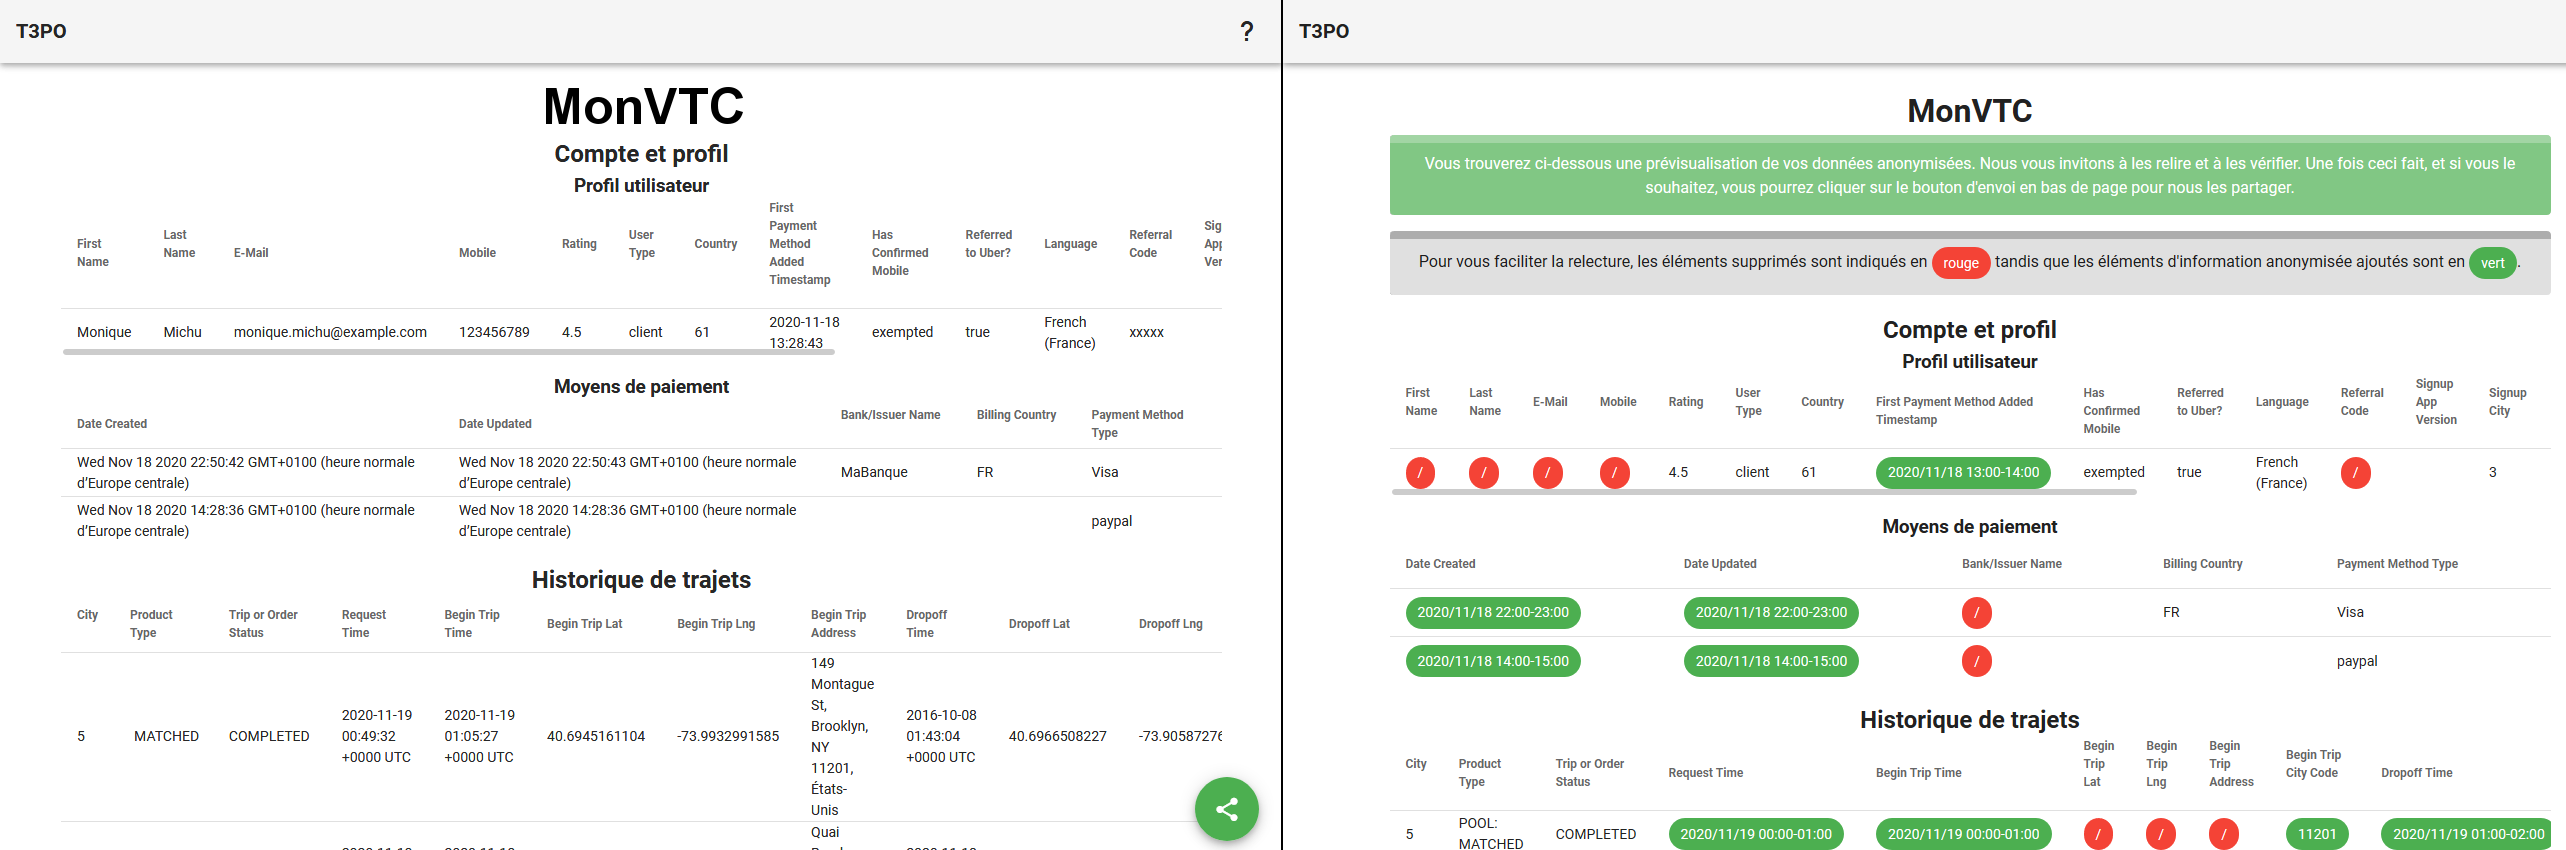 T3PO
?
MonVTC
Compte et profil
Profil utilisateur
First Name	Last Name	E-Mail	Mobile	Rating	User Type	Country	First Payment Method Added Timestamp	Has Confirmed Mobile	Referred to Uber?	Language	Referral Code	Sig App Ver
Monique	Michu	monique.michu@example.com	123456789	4.5	client	61	2020-11-18 13:28:43	exempted	true	French (France)	xxxxx
Moyens de paiement
Date Created	Date Updated	Bank/Issuer Name	Billing Country	Payment Method Type
Wed Nov 18 2020 22:50:42 GMT+0100 (heure normale d'Europe centrale)	Wed Nov 18 2020 22:50:43 GMT+0100 (heure normale d'Europe centrale)	MaBanque	FR	Visa
Wed Nov 18 2020 14:28:36 GMT+0100 (heure normale d'Europe centrale)	Wed Nov 18 2020 14:28:36 GMT+0100 (heure normale d'Europe centrale)	paypal
Historique de trajets
City	Product Type	Trip or Order Status	Request Time	Begin Trip Time	Begin Trip Lat	Begin Trip Lng	Begin Trip Address	Dropoff Time	Dropoff Lat	Dropoff Lng
5	MATCHED	COMPLETED	2020-11-19 00:49:32 +0000 UTC	2020-11-19 01:05:27 +0000 UTC	40.6945161104	-73.9932991585	149 Montague St, Brooklyn, NY 11201, États-Unis	2016-10-08 01:43:04 +0000 UTC	40.6966508227	-73.90587276
Quai
T3PO
MonVTC
Vous trouverez ci-dessous une prévisualisation de vos données anonymisées. Nous vous invitons à les relire et à les vérifier. Une fois ceci fait, et si vous le
souhaitez, vous pourrez cliquer sur le bouton d'envoi en bas de page pour nous les partager.
Pour vous faciliter la relecture, les éléments supprimés sont indiqués en rouge tandis que les éléments d'information anonymisée ajoutés sont en vert.
Compte et profil
Profil utilisateur
First Name	Last Name	E-Mail	Mobile	Rating	User Type	Country	First Payment Method Added Timestamp	Has Confirmed Mobile	Referred to Uber?	Language	Referral Code	Signup App Version	Signup City
/	/	/	/	4.5	client	61	2020/11/18 13:00-14:00	exempted	true	French (France)	/	3
Moyens de paiement
Date Created	Date Updated	Bank/Issuer Name	Billing Country	Payment Method Type
2020/11/18 22:00-23:00	2020/11/18 22:00-23:00	/	FR	Visa
2020/11/18 14:00-15:00	2020/11/18 14:00-15:00	/	paypal
Historique de trajets
City	Product Type	Trip or Order Status	Request Time	Begin Trip Time	Begin Trip Lat	Begin Trip Lng	Begin Trip Address	Begin Trip City Code	Dropoff Time
5	POOL: MATCHED	COMPLETED	2020/11/19 00:00-01:00	2020/11/19 00:00-01:00	/	/	/	11201	2020/11/19 01:00-02:00